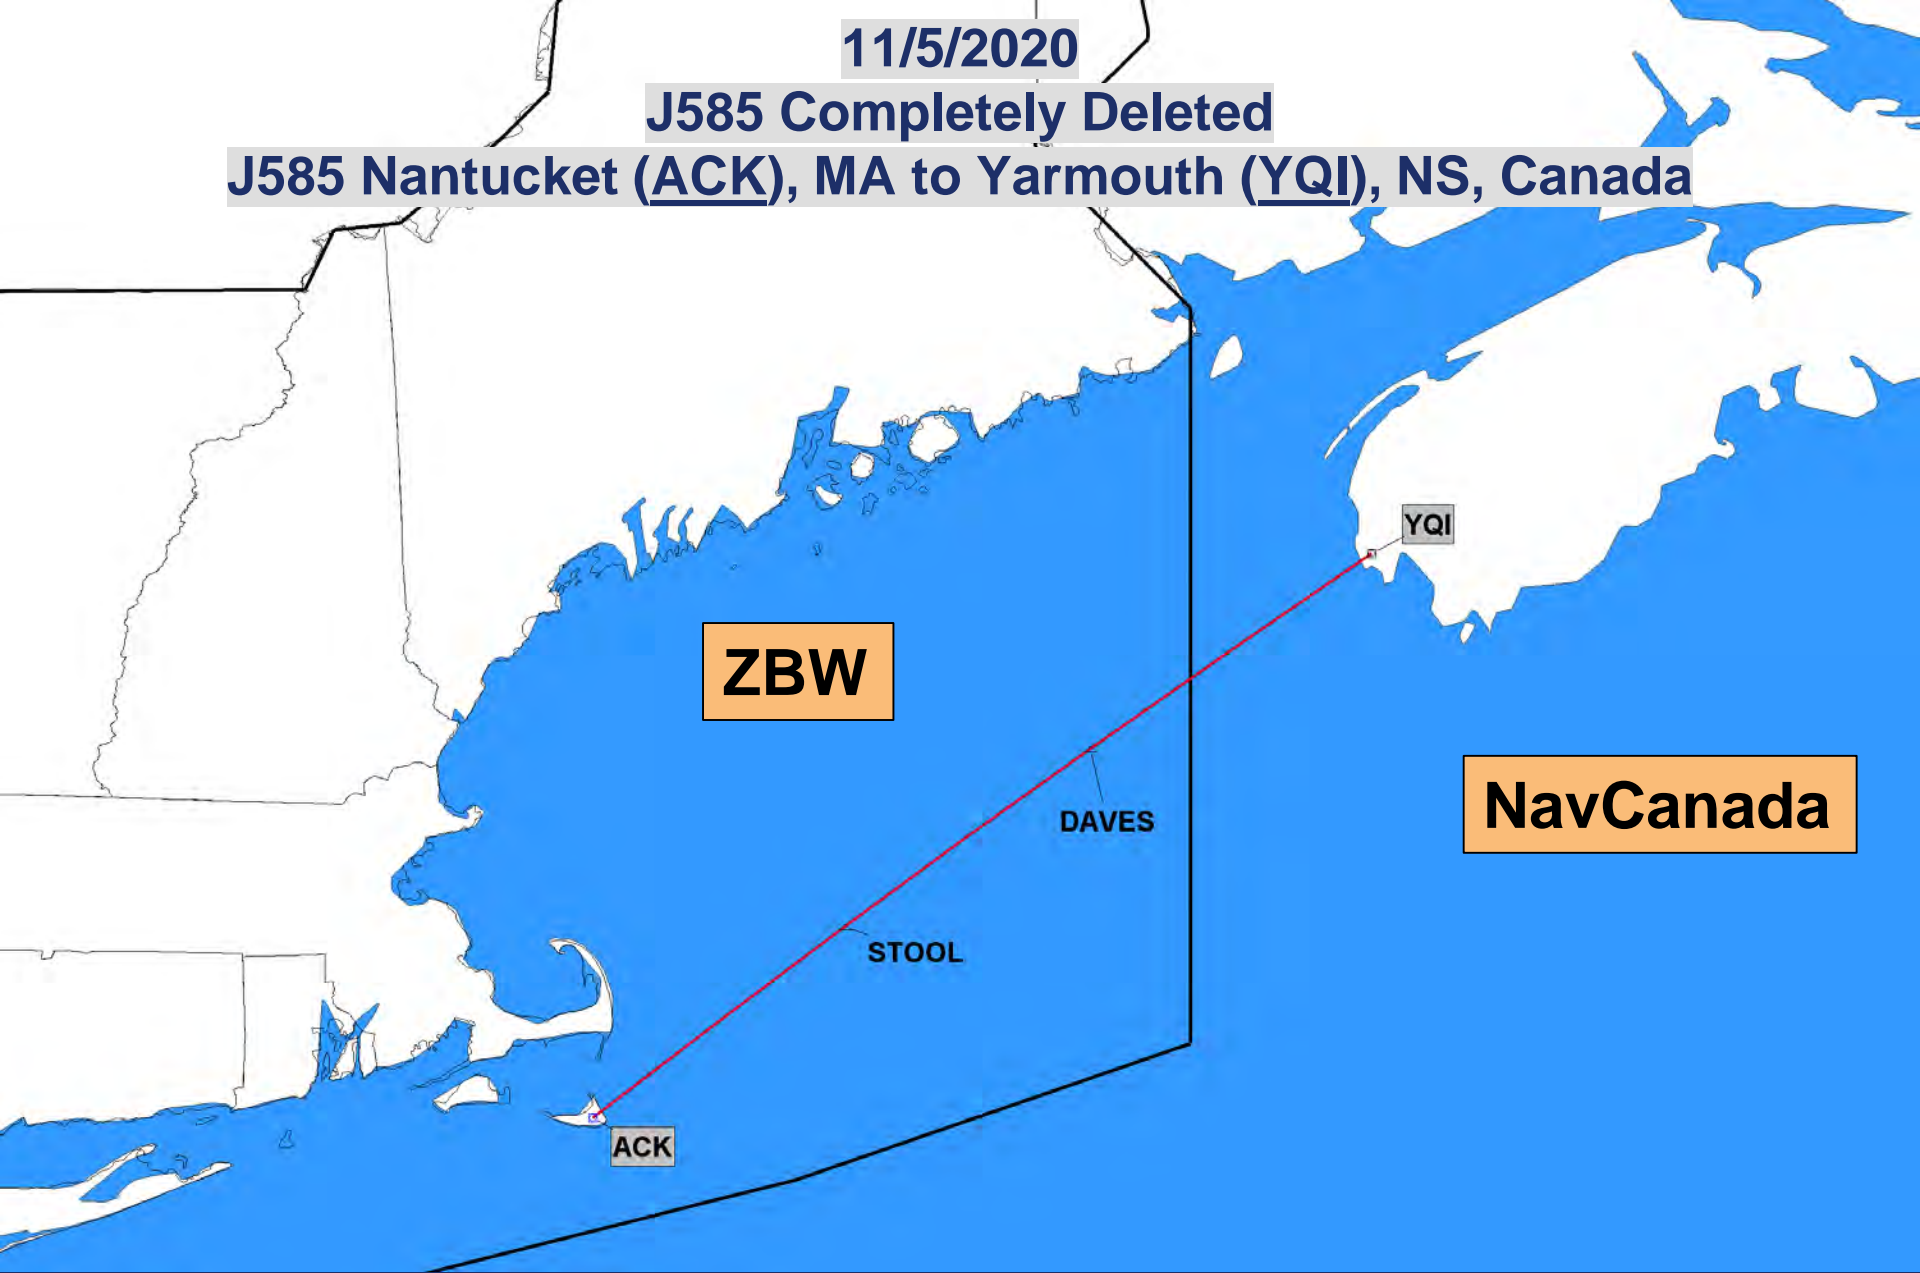 11/5/2020
J585 Completely Deleted
J585 Nantucket (ACK), MA to Yarmouth (YQI), NS, Canada
YQI
ZBW
NavCanada
DAVES
STOOL
ACK